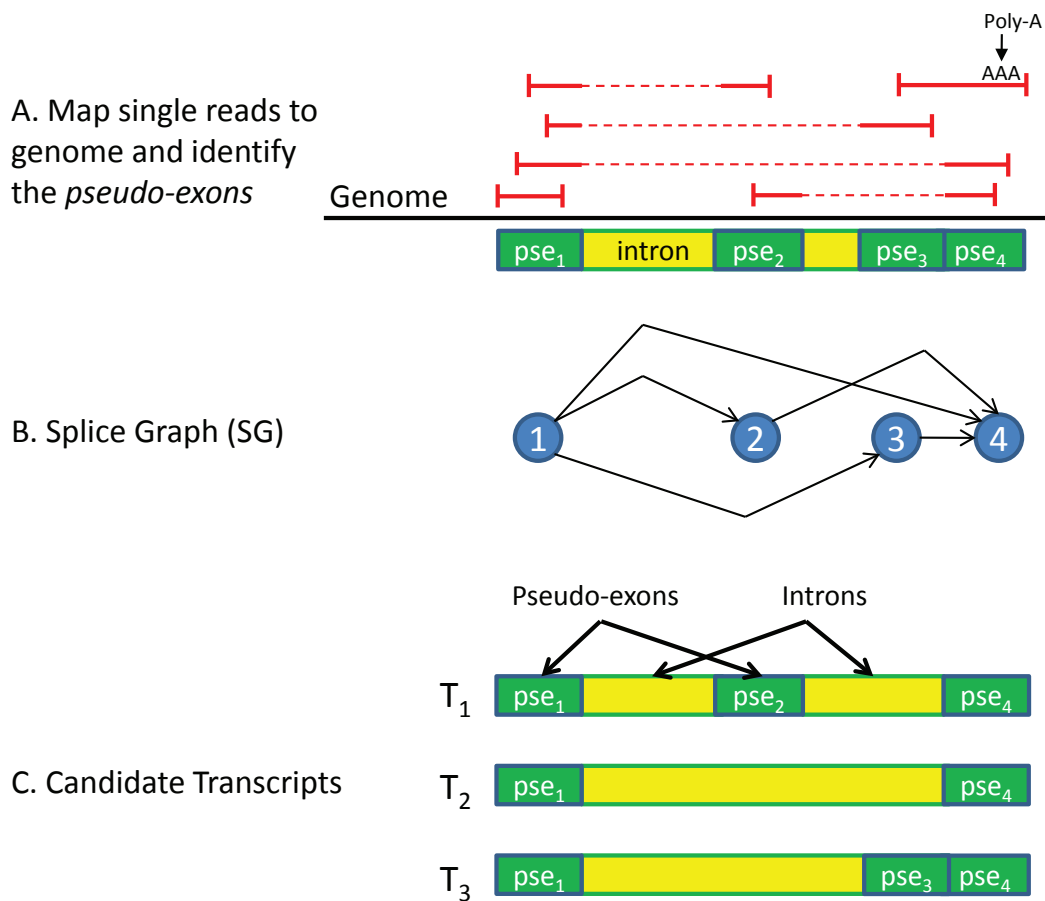 Poly-A
AAA
A. Map single reads to
genome and identify
the pseudo-exons
Genome
pse₁ intron pse₂ pse₃ pse₄
B. Splice Graph (SG)
1 2 3 4
Pseudo-exons Introns
T₁ pse₁ pse₂ pse₄
C. Candidate Transcripts
T₂ pse₁ pse₄
T₃ pse₁ pse₃ pse₄